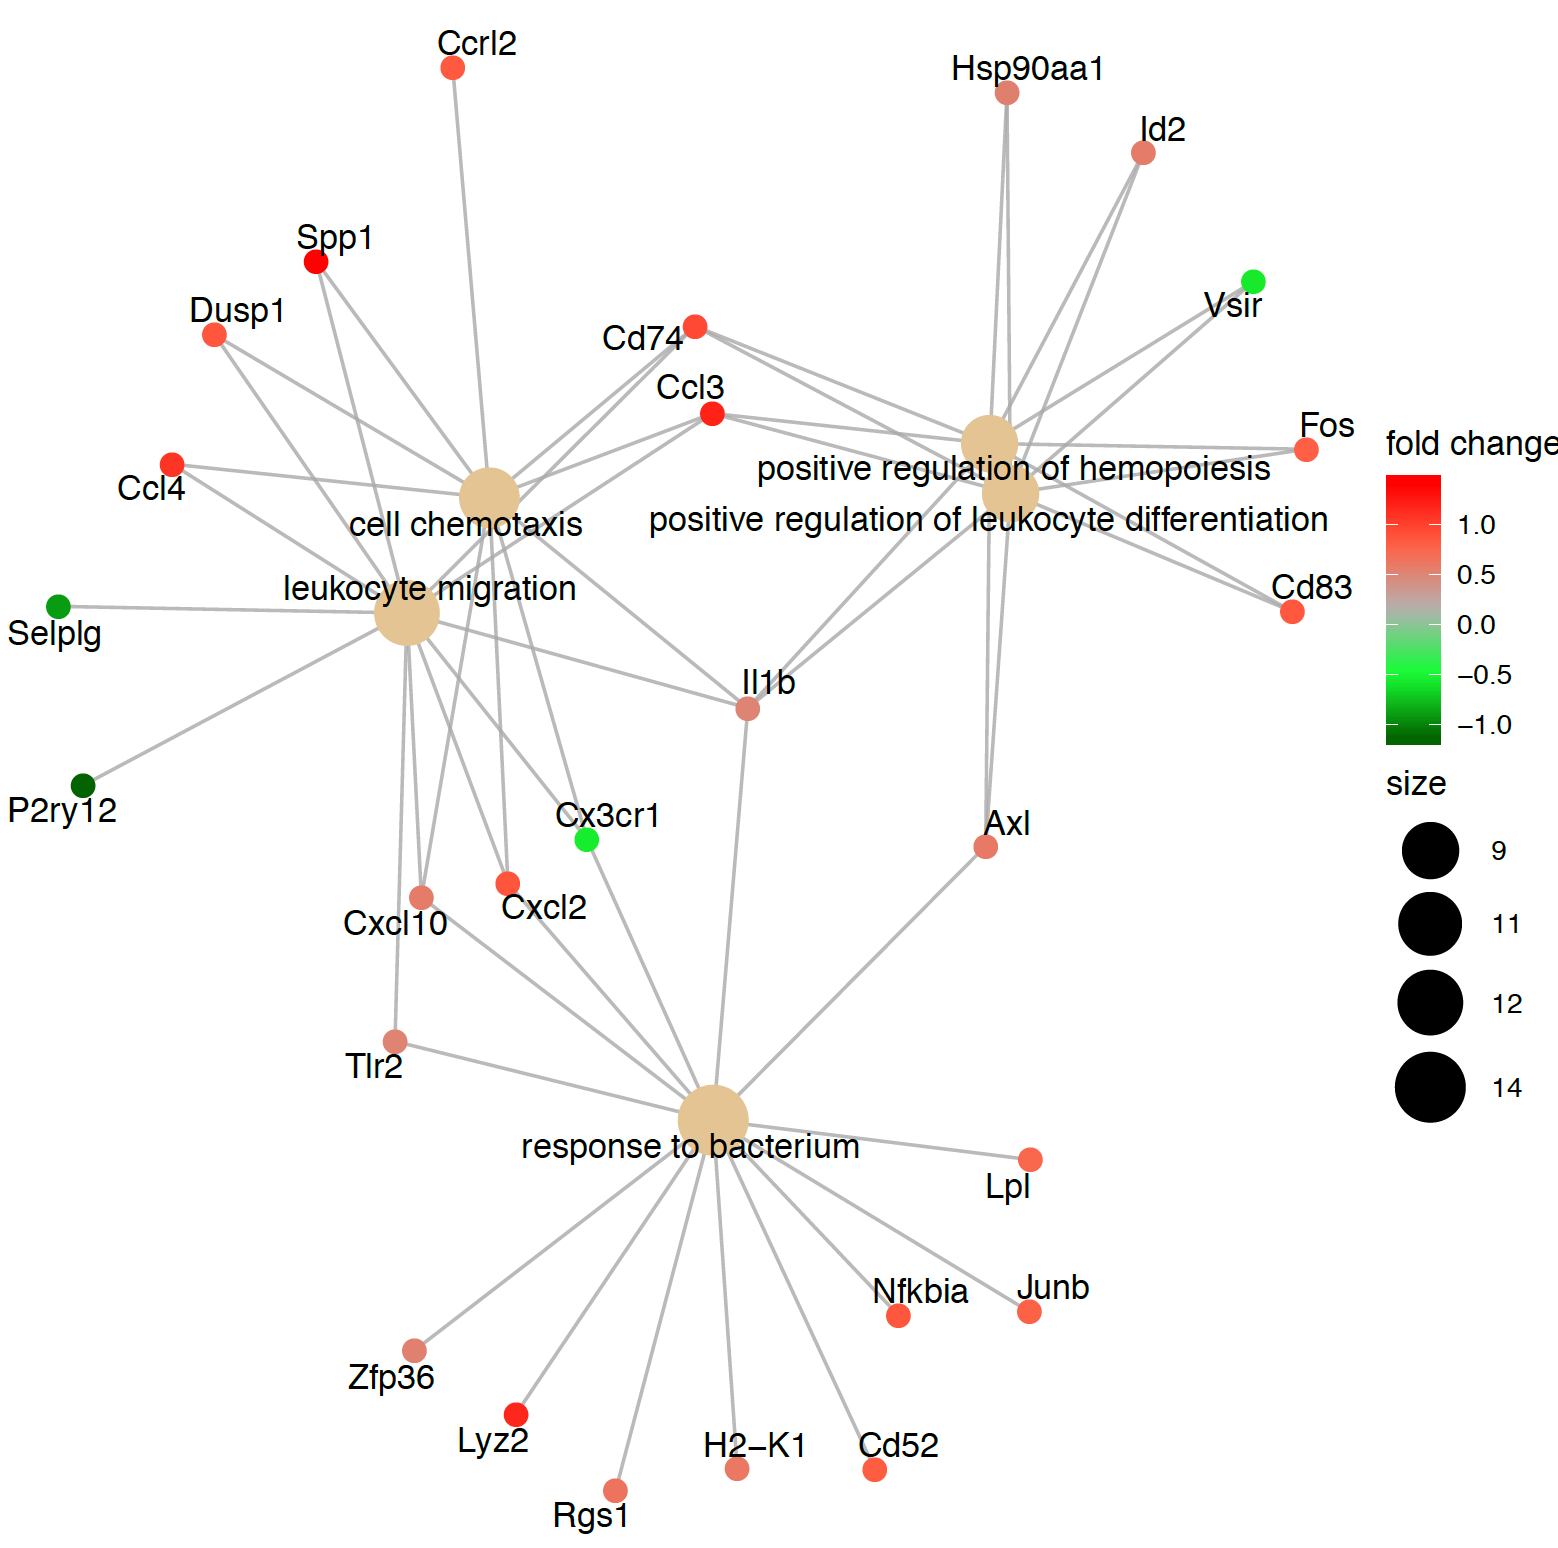 Ccrl2
Hsp90aa1
Id2
Spp1
Dusp1
Vsir
Cd74
Ccl3
Fos
fold change
positive regulation of hemopoiesis
Ccl4
cell chemotaxis
positive regulation of leukocyte differentiation
1.0
0.5
0.0
−0.5
−1.0
leukocyte migration
Cd83
Selplg
Il1b
size
P2ry12
Cx3cr1
Axl
9
11
12
14
Cxcl10
Cxcl2
Tlr2
response to bacterium
Lpl
Nfkbia
Junb
Zfp36
Lyz2
H2−K1
Cd52
Rgs1